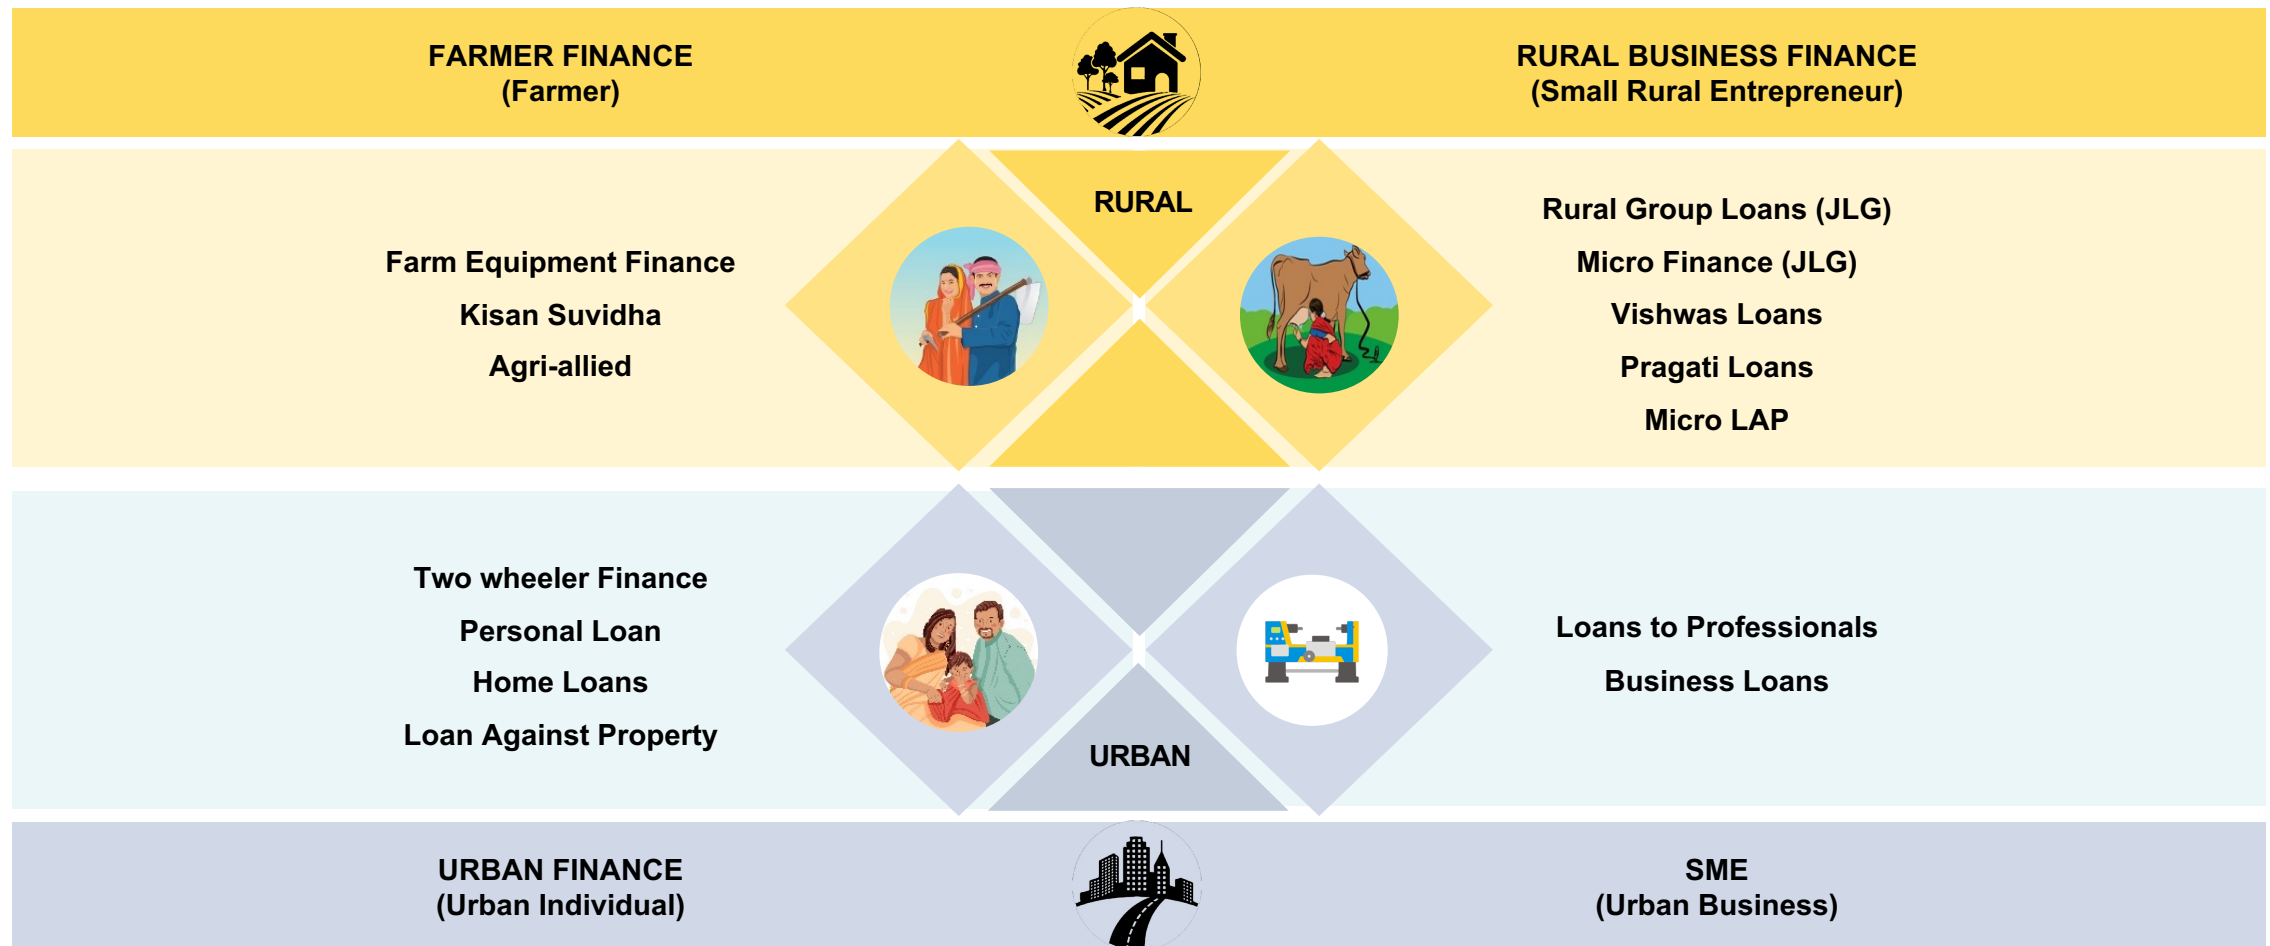 FARMER FINANCE
(Farmer)
RURAL BUSINESS FINANCE
(Small Rural Entrepreneur)
RURAL
Farm Equipment Finance
Kisan Suvidha
Agri-allied
Rural Group Loans (JLG)
Micro Finance (JLG)
Vishwas Loans
Pragati Loans
Micro LAP
Two wheeler Finance
Personal Loan
Home Loans
Loan Against Property
Loans to Professionals
Business Loans
URBAN
URBAN FINANCE
(Urban Individual)
SME
(Urban Business)